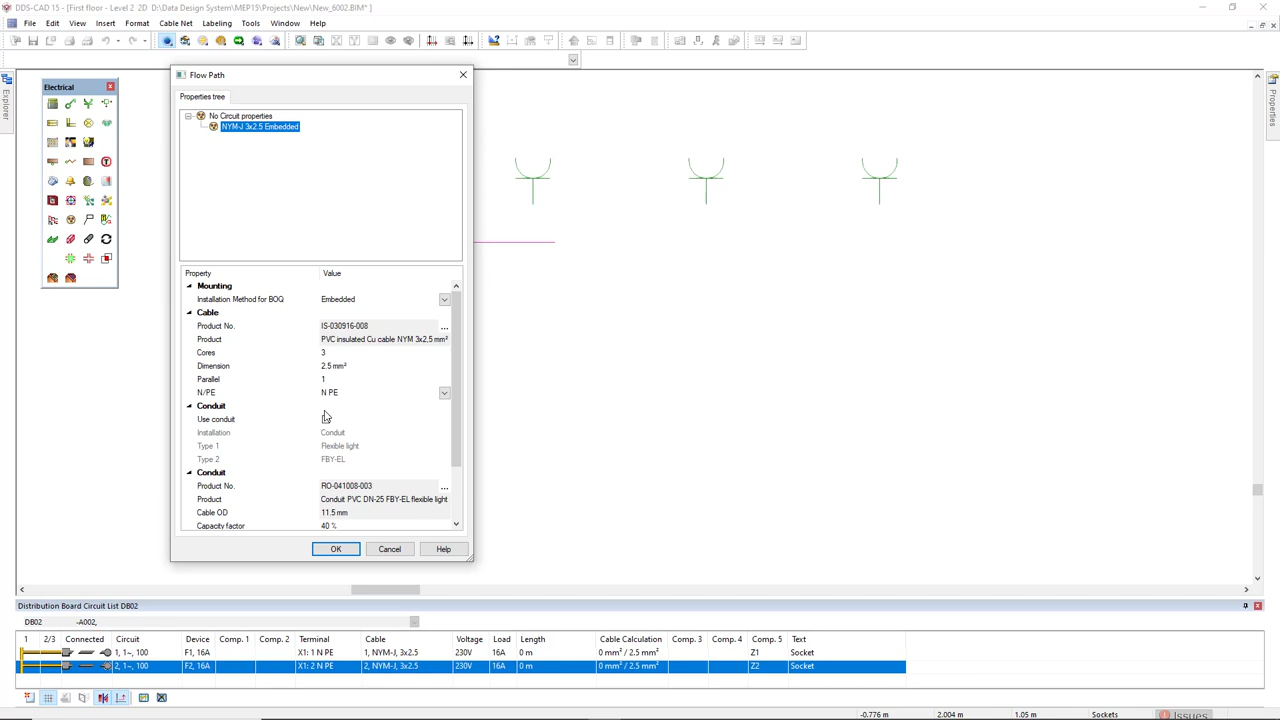 DDS-CAD 15 - [First floor - Level 2 2D D:\Data Design System\MEP15\Projects\New\New_6002.BIM* ]
File Edit View Insert Format Cable Net Labeling Tools Window Help
Explorer
Properties
Electrical
Flow Path
Properties tree
No Circuit properties
NYM-J 3x2.5 Embedded
Property Value
Mounting
Installation Method for BOQ Embedded
Cable
Product No. IS-030916-008 ...
Product PVC insulated Cu cable NYM 3x2,5 mm²
Cores 3
Dimension 2.5 mm²
Parallel 1
N/PE N PE
Conduit
Use conduit
Installation Conduit
Type 1 Flexible light
Type 2 FBY-EL
Conduit
Product No. RO-041008-003 ...
Product Conduit PVC DN-25 FBY-EL flexible light
Cable OD 11.5 mm
Capacity factor 40 %
OK Cancel Help
Distribution Board Circuit List DB02
DB02 -A002,
1 2/3 Connected Circuit Device Comp. 1 Comp. 2 Terminal Cable Voltage Load Length Cable Calculation Comp. 3 Comp. 4 Comp. 5 Text
1, 1~, 100 F1, 16A X1: 1 N PE 1, NYM-J, 3x2.5 230V 16A 0 m 0 mm² / 2.5 mm² Z1 Socket
2, 1~, 100 F2, 16A X1: 2 N PE 2, NYM-J, 3x2.5 230V 16A 0 m 0 mm² / 2.5 mm² Z2 Socket
-0.776 m 2.004 m 1.05 m Sockets Issues